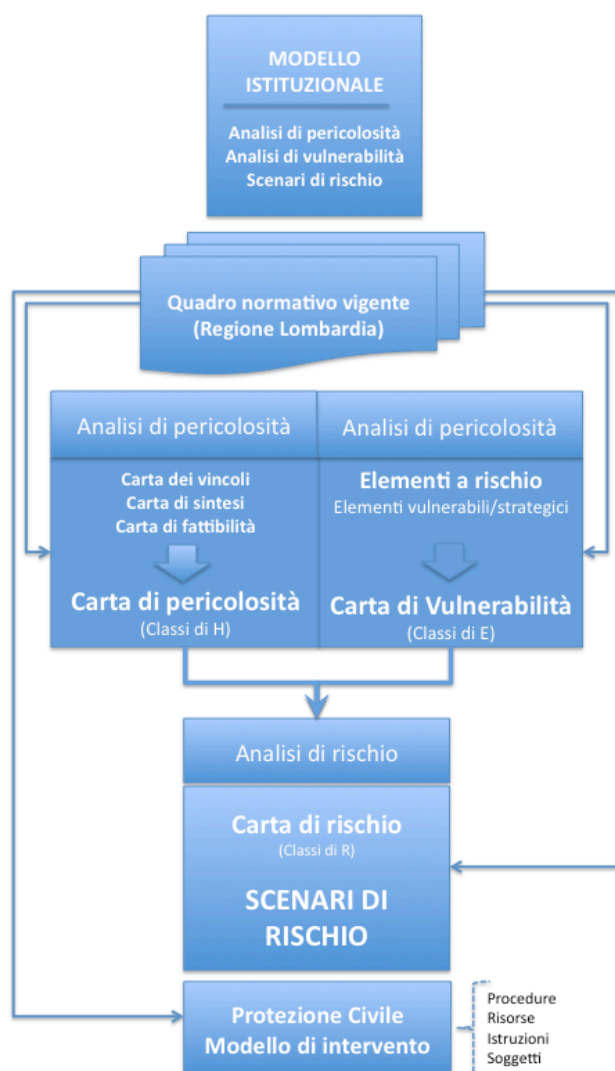 MODELLO
ISTITUZIONALE
Analisi di pericolosità
Analisi di vulnerabilità
Scenari di rischio
Quadro normativo vigente
(Regione Lombardia)
Analisi di pericolosità
Carta dei vincoli
Carta di sintesi
Carta di fattibilità
Carta di pericolosità
(Classi di H)
Analisi di pericolosità
Elementi a rischio
Elementi vulnerabili/strategici
Carta di Vulnerabilità
(Classi di E)
Analisi di rischio
Carta di rischio
(Classi di R)
SCENARI DI
RISCHIO
Protezione Civile
Modello di intervento
Procedure
Risorse
Istruzioni
Soggetti